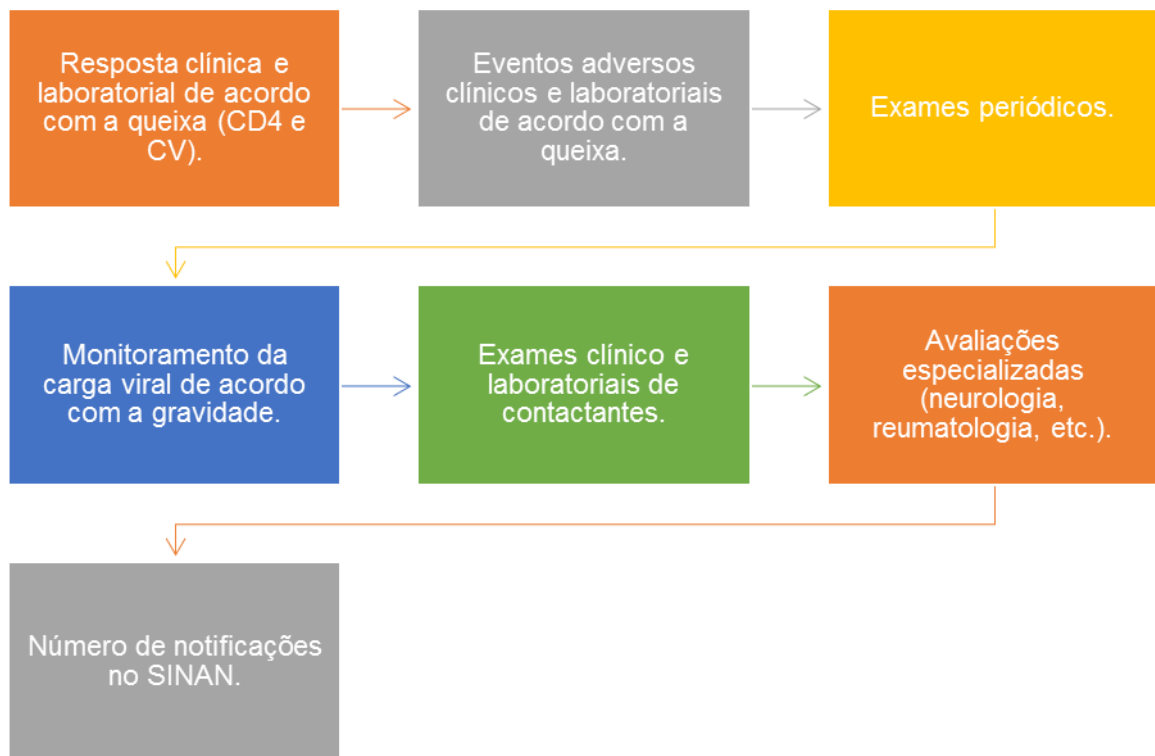 Resposta clínica e
laboratorial de acordo
com a queixa (CD4 e
CV).
Eventos adversos
clínicos e laboratoriais
de acordo com a
queixa.
Exames periódicos.
Monitoramento da
carga viral de acordo
com a gravidade.
Exames clínico e
laboratoriais de
contactantes.
Avaliações
especializadas
(neurologia,
reumatologia, etc.).
Número de notificações
no SINAN.